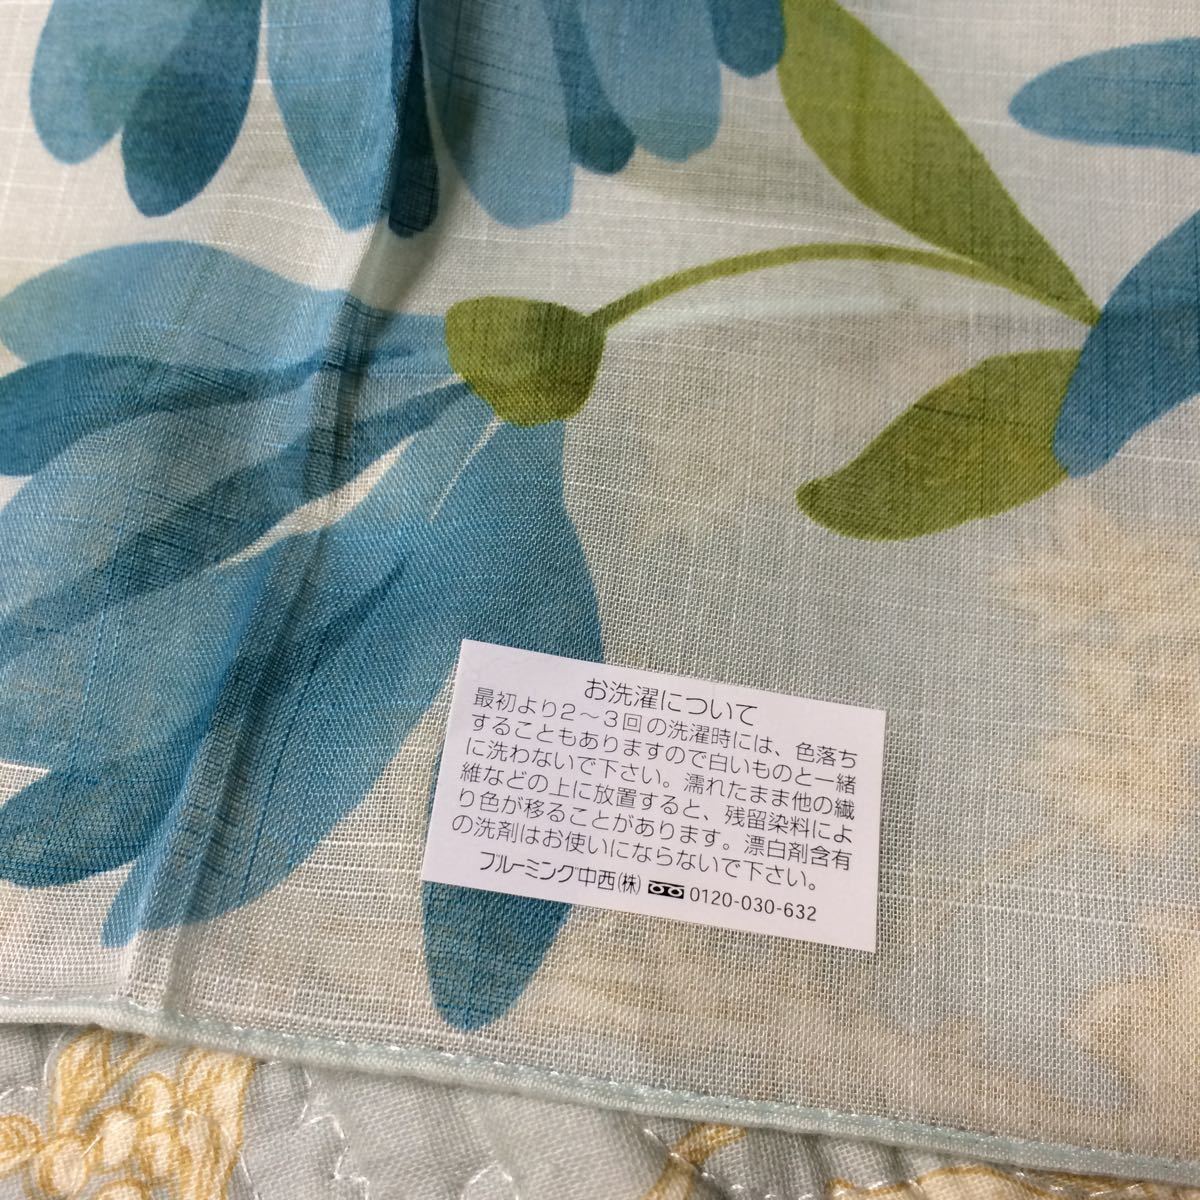 お洗濯について
最初より2～3回の洗濯時には、色落ち
することもありますので白いものと一緒
に洗わないで下さい。濡れたまま他の繊
維などの上に放置すると、残留染料によ
り色が移ることがあります。漂白剤含有
の洗剤はお使いにならないで下さい。
ブルーミング中西(株) 0120-030-632